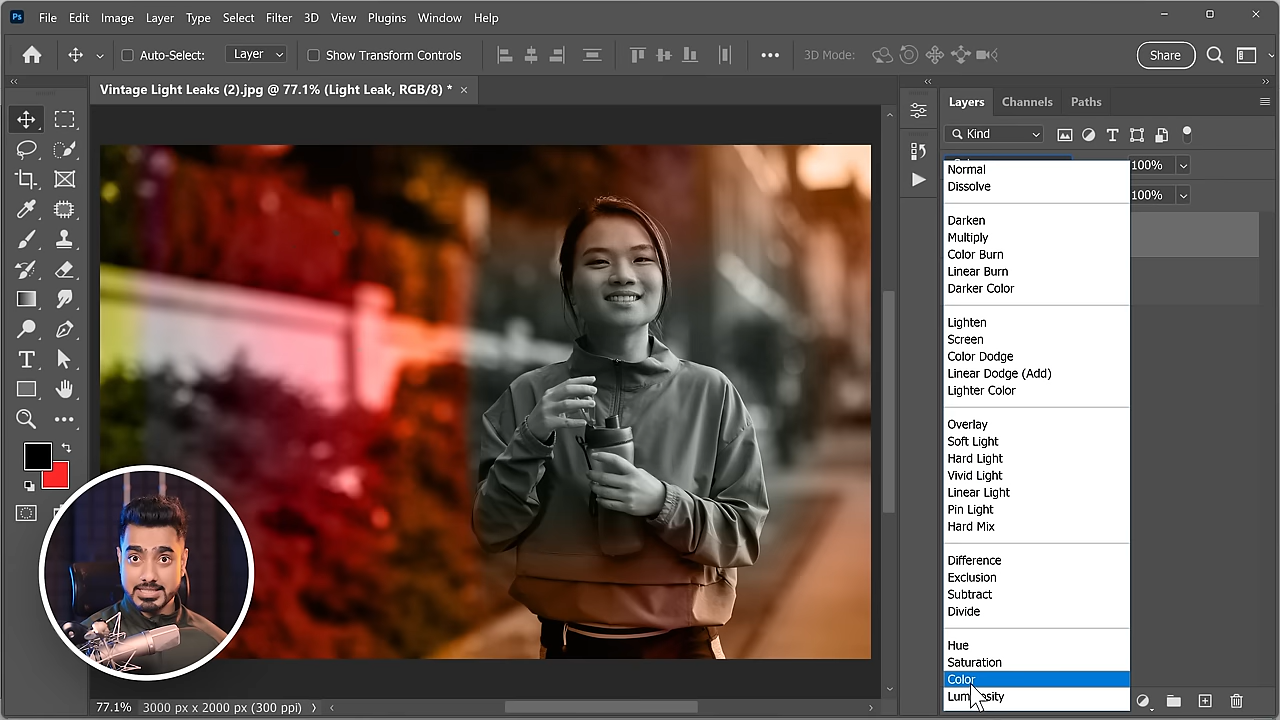 Ps File Edit Image Layer Type Select Filter 3D View Plugins Window Help
Auto-Select: Layer Show Transform Controls 3D Mode: Share
Vintage Light Leaks (2).jpg @ 77.1% (Light Leak, RGB/8) * ×
Layers Channels Paths
Kind
100%
100%
Normal
Dissolve
Darken
Multiply
Color Burn
Linear Burn
Darker Color
Lighten
Screen
Color Dodge
Linear Dodge (Add)
Lighter Color
Overlay
Soft Light
Hard Light
Vivid Light
Linear Light
Pin Light
Hard Mix
Difference
Exclusion
Subtract
Divide
Hue
Saturation
Color
Luminosity
77.1% 3000 px x 2000 px (300 ppi)